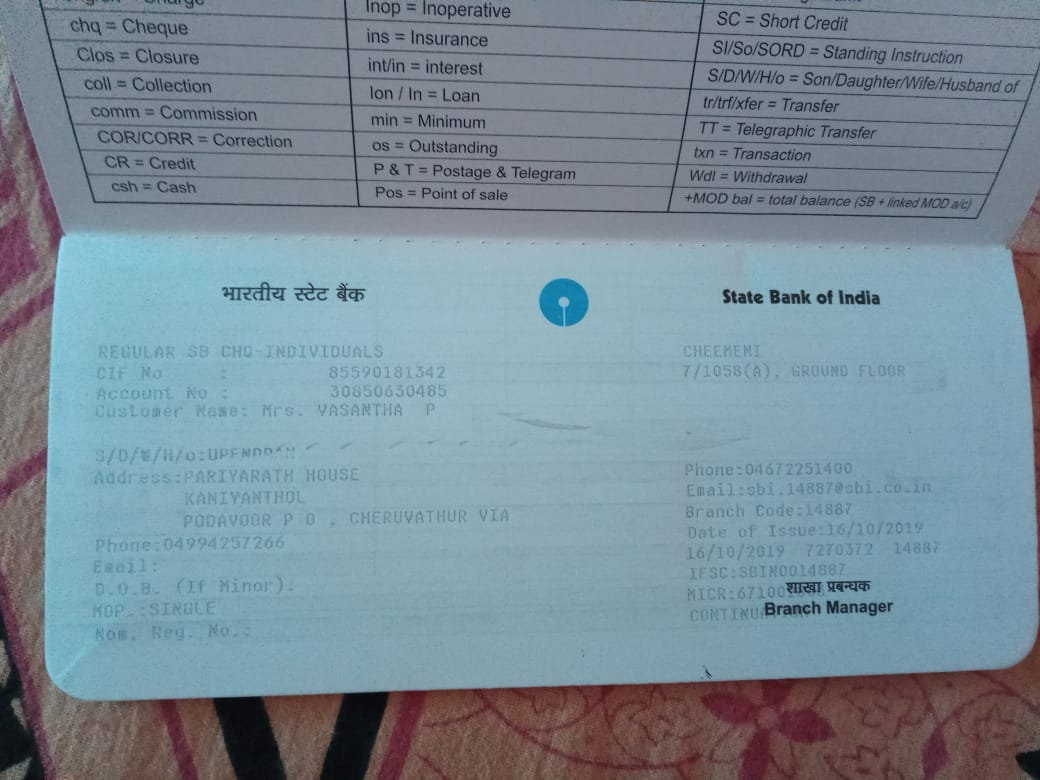 chq = Cheque
Clos = Closure
coll = Collection
comm = Commission
COR/CORR = Correction
CR = Credit
csh = Cash
Inop = Inoperative
ins = Insurance
int/in = interest
lon / ln = Loan
min = Minimum
os = Outstanding
P & T = Postage & Telegram
Pos = Point of sale
SC = Short Credit
SI/So/SORD = Standing Instruction
S/D/W/H/o = Son/Daughter/Wife/Husband of
tr/trf/xfer = Transfer
TT = Telegraphic Transfer
txn = Transaction
Wdl = Withdrawal
+MOD bal = total balance (SB + linked MOD a/c)
भारतीय स्टेट बैंक
State Bank of India
REGULAR SB CHQ-INDIVIDUALS
CIF No : 85590181342
Account No : 30850630485
Customer Name: Mrs. VASANTHA P
S/D/W/H/o:UPENDRAN
Address:PARIYARATH HOUSE
KANIYANTHOL
PODAVOOR P O , CHERUVATHUR VIA
Phone:04994257266
Email:
D.O.B. (If Minor):
MOP.:SINGLE
Nom. Reg. No.:
CHEEMENI
7/1058(A), GROUND FLOOR
Phone:04672251400
Email:sbi.14887@sbi.co.in
Branch Code:14887
Date of Issue:16/10/2019
16/10/2019 7270372 14887
IFSC:SBIN0014887
MICR:
शाखा प्रबन्धक
Branch Manager